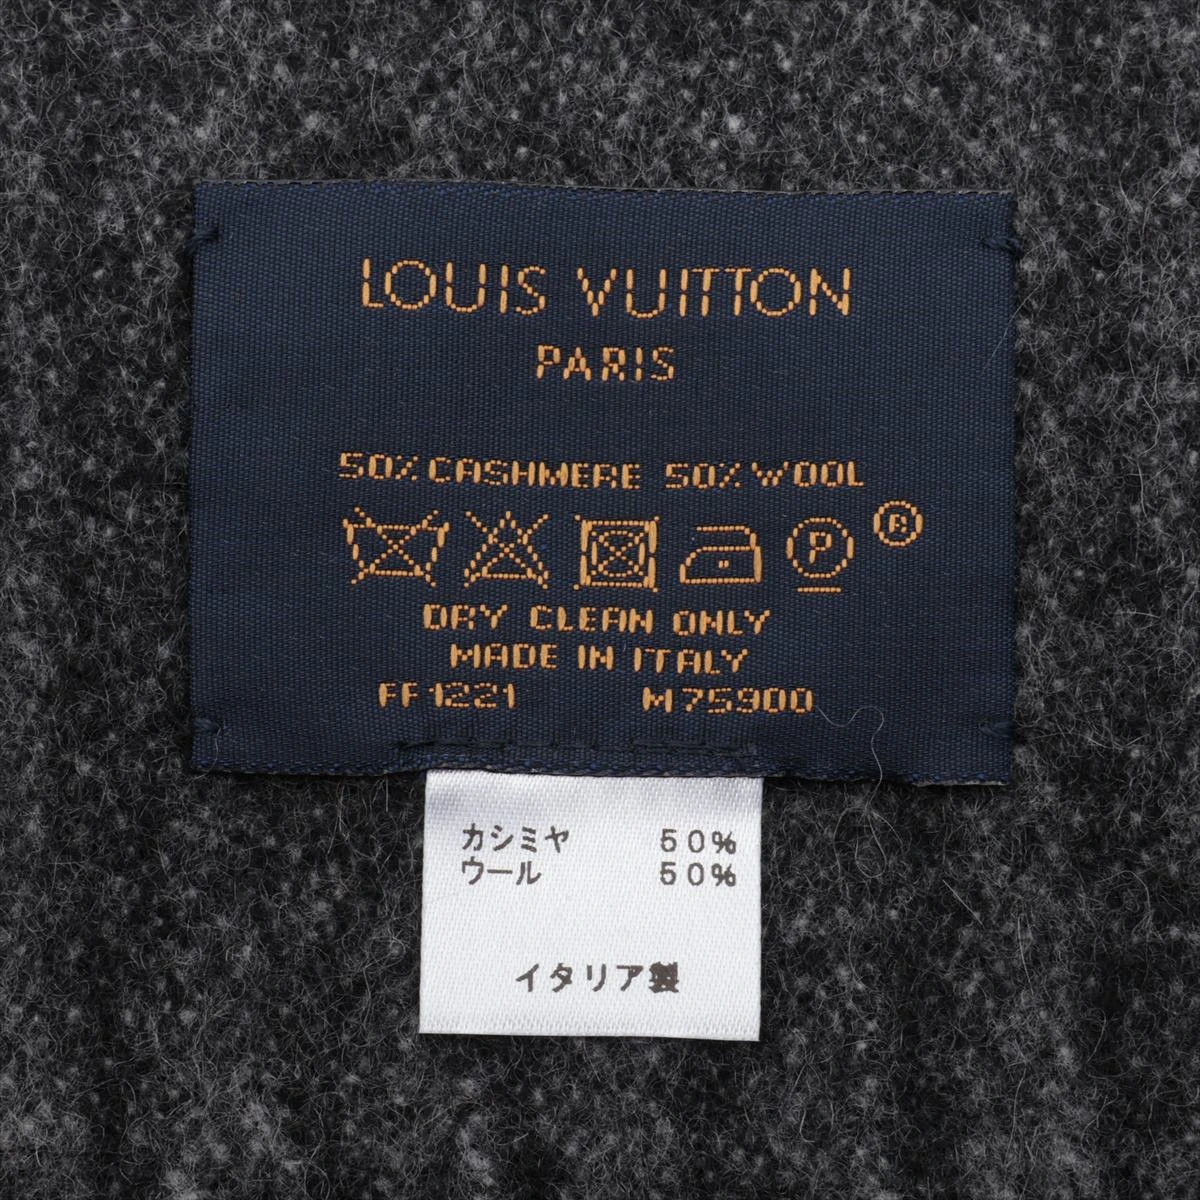 LOUIS VUITTON
PARIS
50% CASHMERE 50% WOOL
P ®
DRY CLEAN ONLY
MADE IN ITALY
FF1221 M75900
カシミヤ 50%
ウール 50%
イタリア製